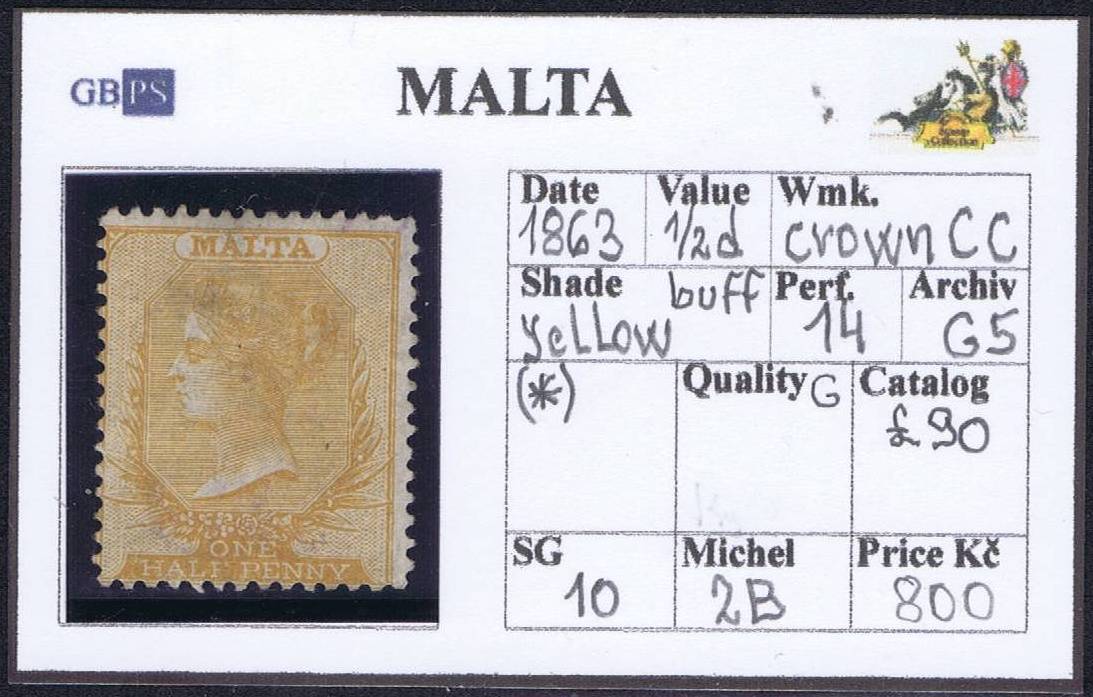 GBPS
MALTA
MALTA
ONE
HALF PENNY
Date Value Wmk.
1863 1/2d crown CC
Shade buff Perf. Archiv
yellow 14 G5
(*) Quality G Catalog
£90
SG Michel Price Kč
10 2B 800